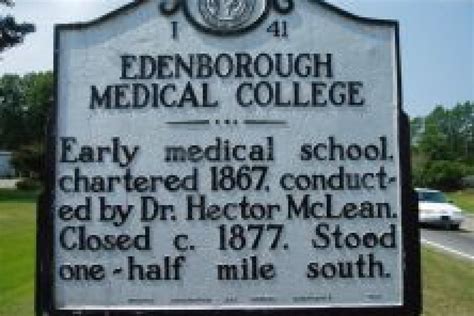 I 41
EDENBOROUGH
MEDICAL COLLEGE
Early medical school,
chartered 1867, conduct-
ed by Dr. Hector McLean.
Closed c. 1877. Stood
one-half mile south.